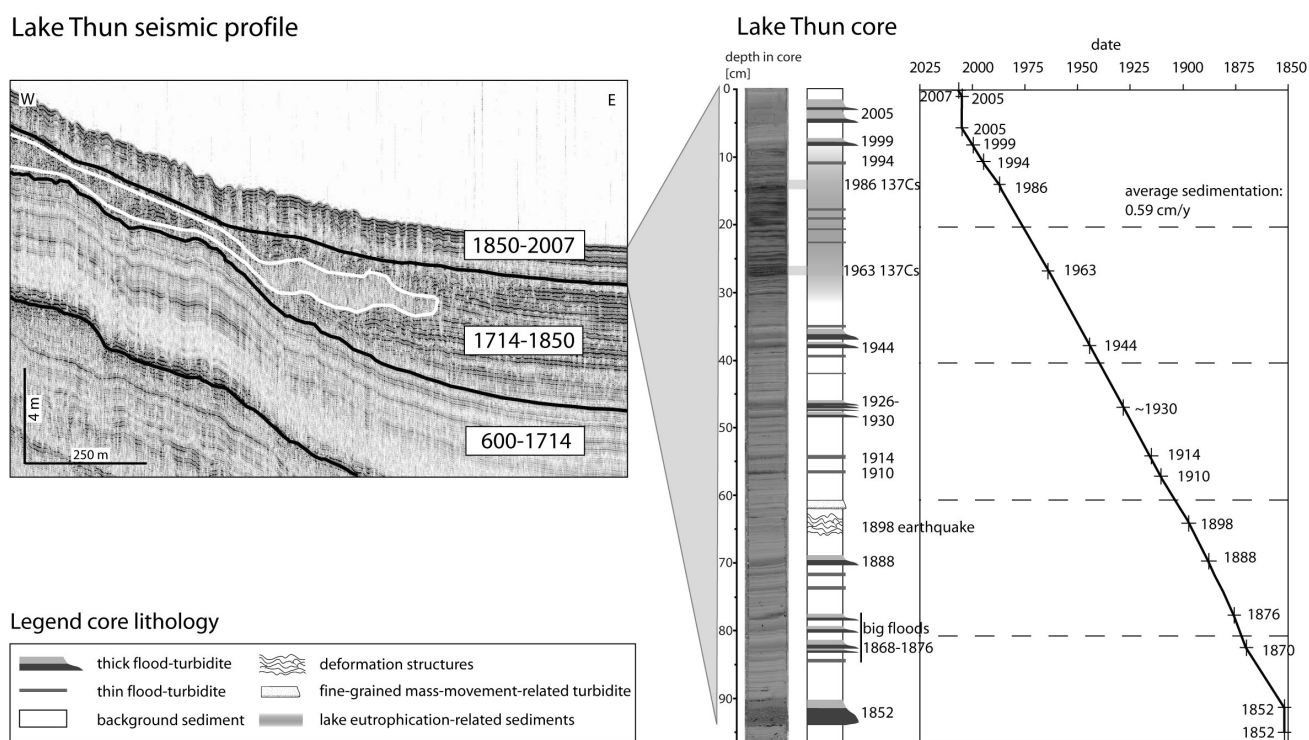 Lake Thun seismic profile
W
E
1850-2007
1714-1850
600-1714
4 m
250 m
Legend core lithology
thick flood-turbidite
thin flood-turbidite
background sediment
deformation structures
fine-grained mass-movement-related turbidite
lake eutrophication-related sediments
Lake Thun core
depth in core
[cm]
0
10
20
30
40
50
60
70
80
90
2005
1999
1994
1986 137Cs
1963 137Cs
1944
1926-
1930
1914
1910
1898 earthquake
1888
big floods
1868-1876
1852
date
2025
2000
1975
1950
1925
1900
1875
1850
2007
2005
2005
1999
1994
1986
average sedimentation:
0.59 cm/y
1963
1944
~1930
1914
1910
1898
1888
1876
1870
1852
1852